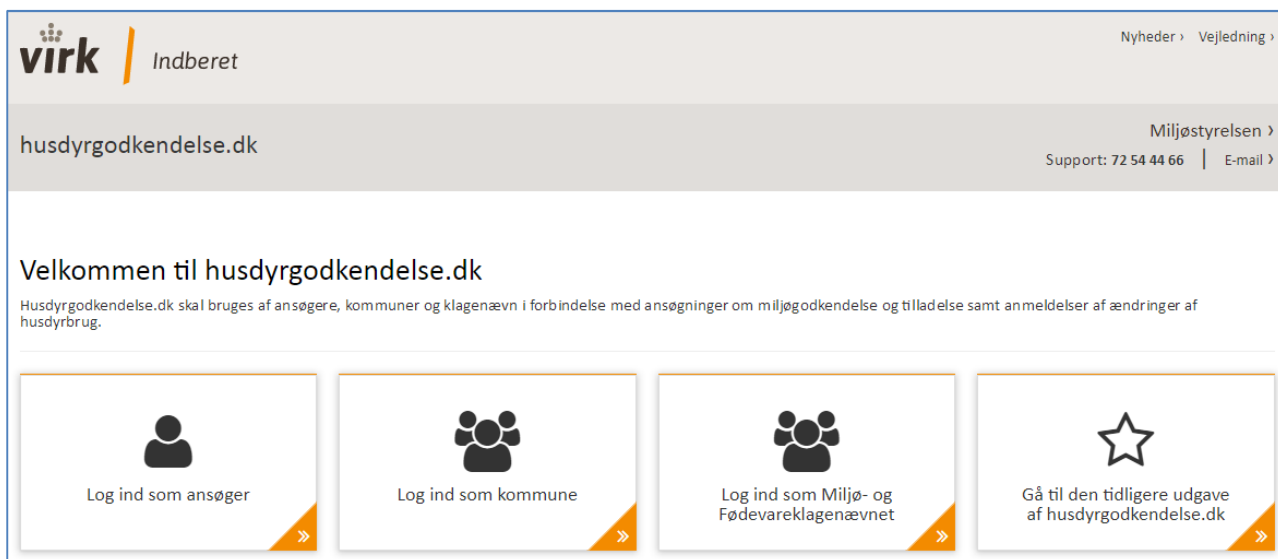 virk Indberet
Nyheder › Vejledning ›
husdyrgodkendelse.dk
Miljøstyrelsen ›
Support: 72 54 44 66 | E-mail ›
Velkommen til husdyrgodkendelse.dk
Husdyrgodkendelse.dk skal bruges af ansøgere, kommuner og klagenævn i forbindelse med ansøgninger om miljøgodkendelse og tilladelse samt anmeldelser af ændringer af
husdyrbrug.
Log ind som ansøger
Log ind som kommune
Log ind som Miljø- og
Fødevareklagenævnet
Gå til den tidligere udgave
af husdyrgodkendelse.dk